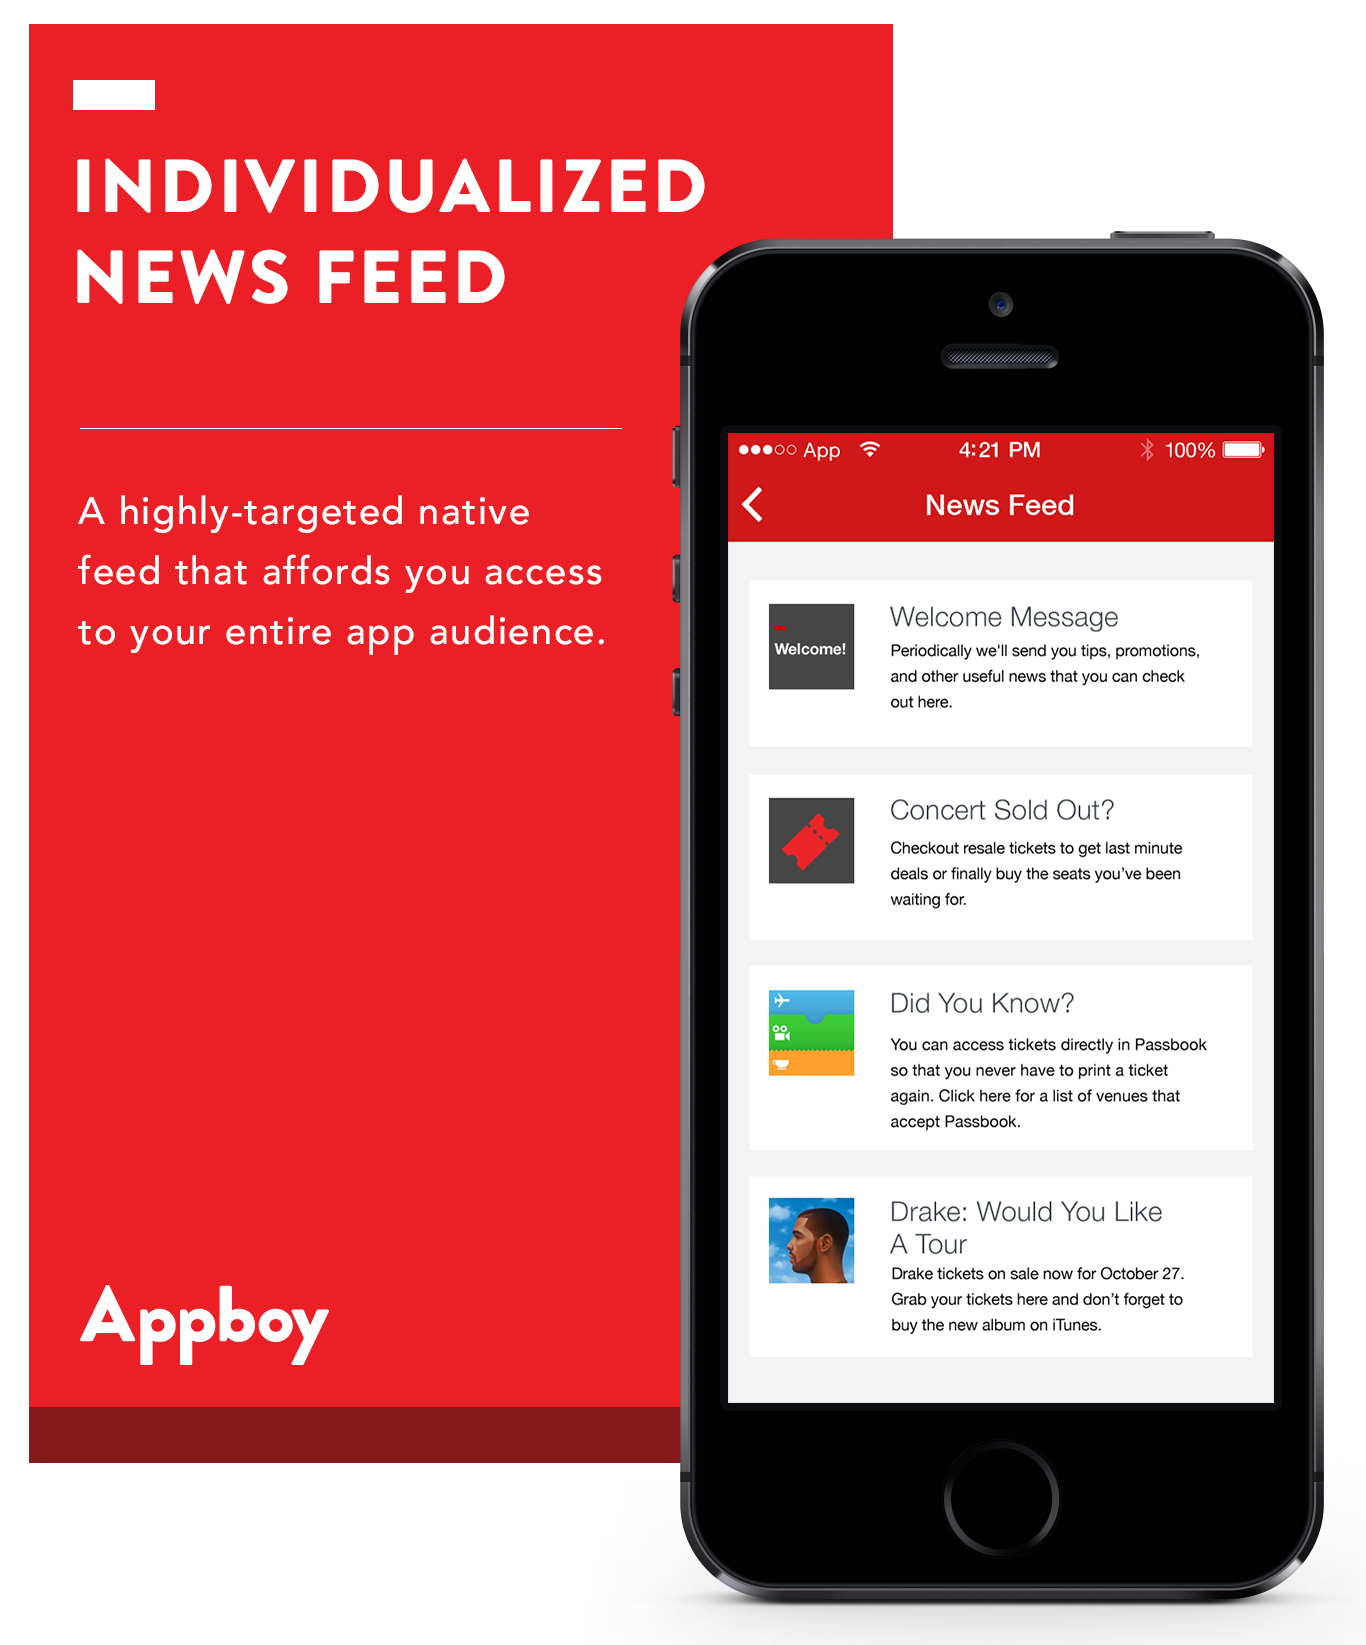 INDIVIDUALIZED
NEWS FEED
A highly-targeted native
feed that affords you access
to your entire app audience.
Appboy
App
4:21 PM
100%
News Feed
Welcome!
Welcome Message
Periodically we'll send you tips, promotions,
and other useful news that you can check
out here.
Concert Sold Out?
Checkout resale tickets to get last minute
deals or finally buy the seats you’ve been
waiting for.
Did You Know?
You can access tickets directly in Passbook
so that you never have to print a ticket
again. Click here for a list of venues that
accept Passbook.
Drake: Would You Like
A Tour
Drake tickets on sale now for October 27.
Grab your tickets here and don’t forget to
buy the new album on iTunes.